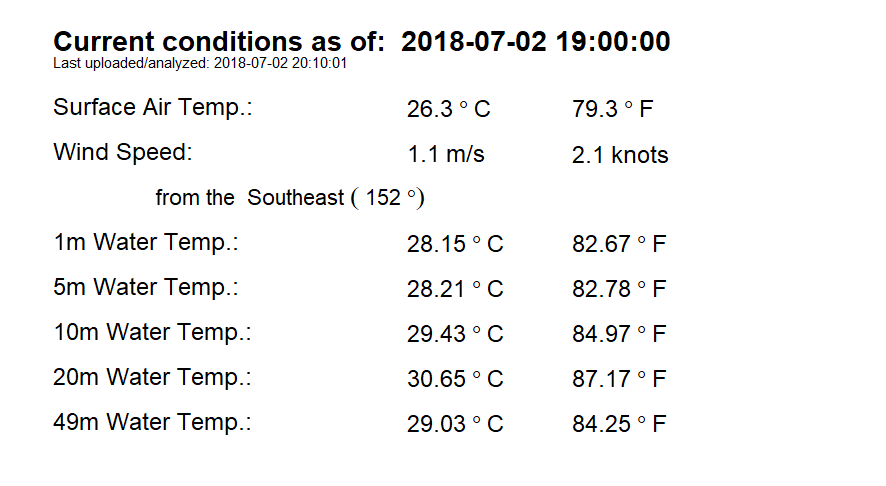 Current conditions as of: 2018-07-02 19:00:00
Last uploaded/analyzed: 2018-07-02 20:10:01
Surface Air Temp.: 26.3 ° C 79.3 ° F
Wind Speed: 1.1 m/s 2.1 knots
from the Southeast ( 152 °)
1m Water Temp.: 28.15 ° C 82.67 ° F
5m Water Temp.: 28.21 ° C 82.78 ° F
10m Water Temp.: 29.43 ° C 84.97 ° F
20m Water Temp.: 30.65 ° C 87.17 ° F
49m Water Temp.: 29.03 ° C 84.25 ° F